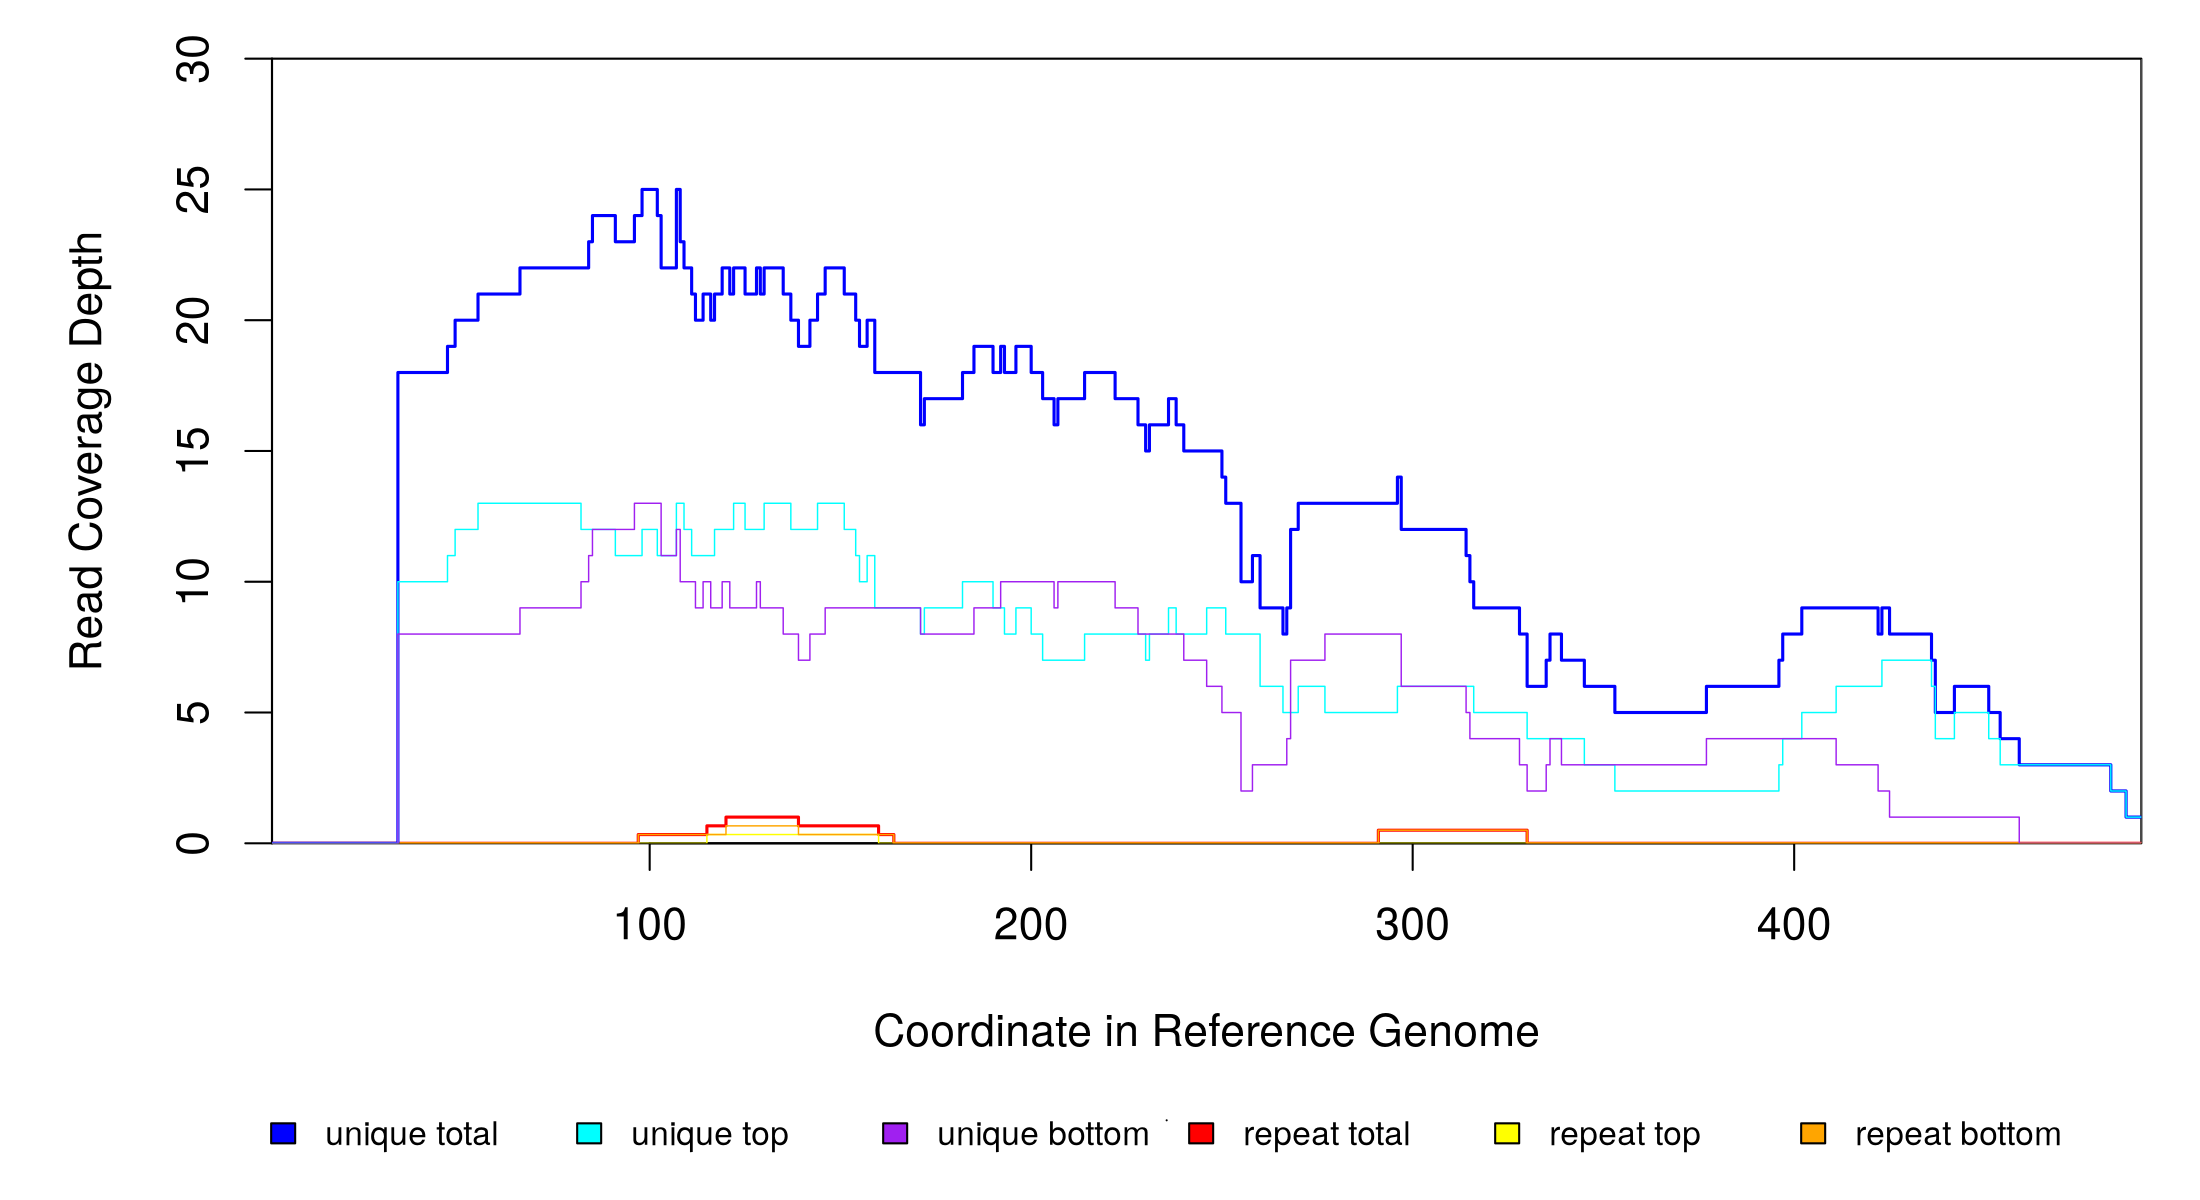 30
25
20
15
10
5
0
Read Coverage Depth
100 200 300 400
Coordinate in Reference Genome
unique total unique top unique bottom repeat total repeat top repeat bottom